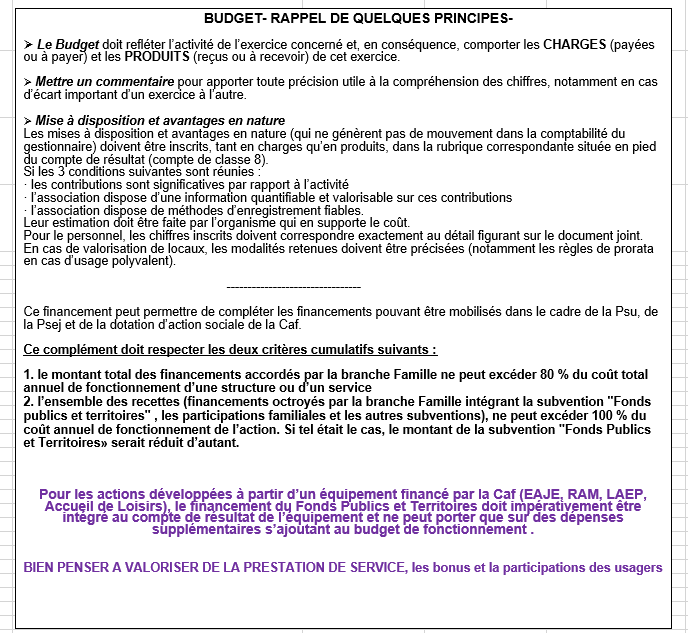 BUDGET- RAPPEL DE QUELQUES PRINCIPES-
➢ Le Budget doit refléter l'activité de l'exercice concerné et, en conséquence, comporter les CHARGES (payées
ou à payer) et les PRODUITS (reçus ou à recevoir) de cet exercice.
➢ Mettre un commentaire pour apporter toute précision utile à la compréhension des chiffres, notamment en cas
d'écart important d'un exercice à l'autre.
➢ Mise à disposition et avantages en nature
Les mises à disposition et avantages en nature (qui ne génèrent pas de mouvement dans la comptabilité du
gestionnaire) doivent être inscrits, tant en charges qu'en produits, dans la rubrique correspondante située en pied
du compte de résultat (compte de classe 8).
Si les 3 conditions suivantes sont réunies :
· les contributions sont significatives par rapport à l'activité
· l'association dispose d'une information quantifiable et valorisable sur ces contributions
· l'association dispose de méthodes d'enregistrement fiables.
Leur estimation doit être faite par l'organisme qui en supporte le coût.
Pour le personnel, les chiffres inscrits doivent correspondre exactement au détail figurant sur le document joint.
En cas de valorisation de locaux, les modalités retenues doivent être précisées (notamment les règles de prorata
en cas d'usage polyvalent).
--------------------------------
Ce financement peut permettre de compléter les financements pouvant être mobilisés dans le cadre de la Psu, de
la Psej et de la dotation d'action sociale de la Caf.
Ce complément doit respecter les deux critères cumulatifs suivants :
1. le montant total des financements accordés par la branche Famille ne peut excéder 80 % du coût total
annuel de fonctionnement d'une structure ou d'un service
2. l'ensemble des recettes (financements octroyés par la branche Famille intégrant la subvention "Fonds
publics et territoires" , les participations familiales et les autres subventions), ne peut excéder 100 % du
coût annuel de fonctionnement de l'action. Si tel était le cas, le montant de la subvention "Fonds Publics
et Territoires» serait réduit d'autant.
Pour les actions développées à partir d'un équipement financé par la Caf (EAJE, RAM, LAEP,
Accueil de Loisirs), le financement du Fonds Publics et Territoires doit impérativement être
intégré au compte de résultat de l'équipement et ne peut porter que sur des dépenses
supplémentaires s'ajoutant au budget de fonctionnement .
BIEN PENSER A VALORISER DE LA PRESTATION DE SERVICE, les bonus et la participations des usagers